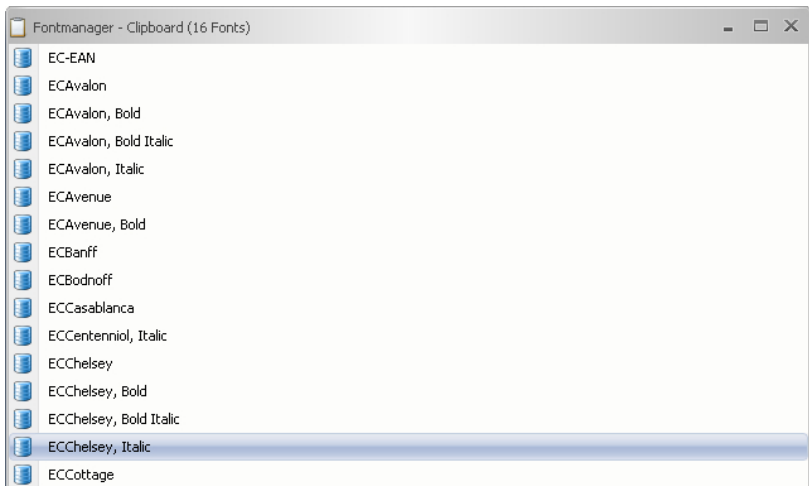 Fontmanager - Clipboard (16 Fonts)
EC-EAN
ECAvalon
ECAvalon, Bold
ECAvalon, Bold Italic
ECAvalon, Italic
ECAvenue
ECAvenue, Bold
ECBanff
ECBodnoff
ECCasablanca
ECCentenniol, Italic
ECChelsey
ECChelsey, Bold
ECChelsey, Bold Italic
ECChelsey, Italic
ECCottage